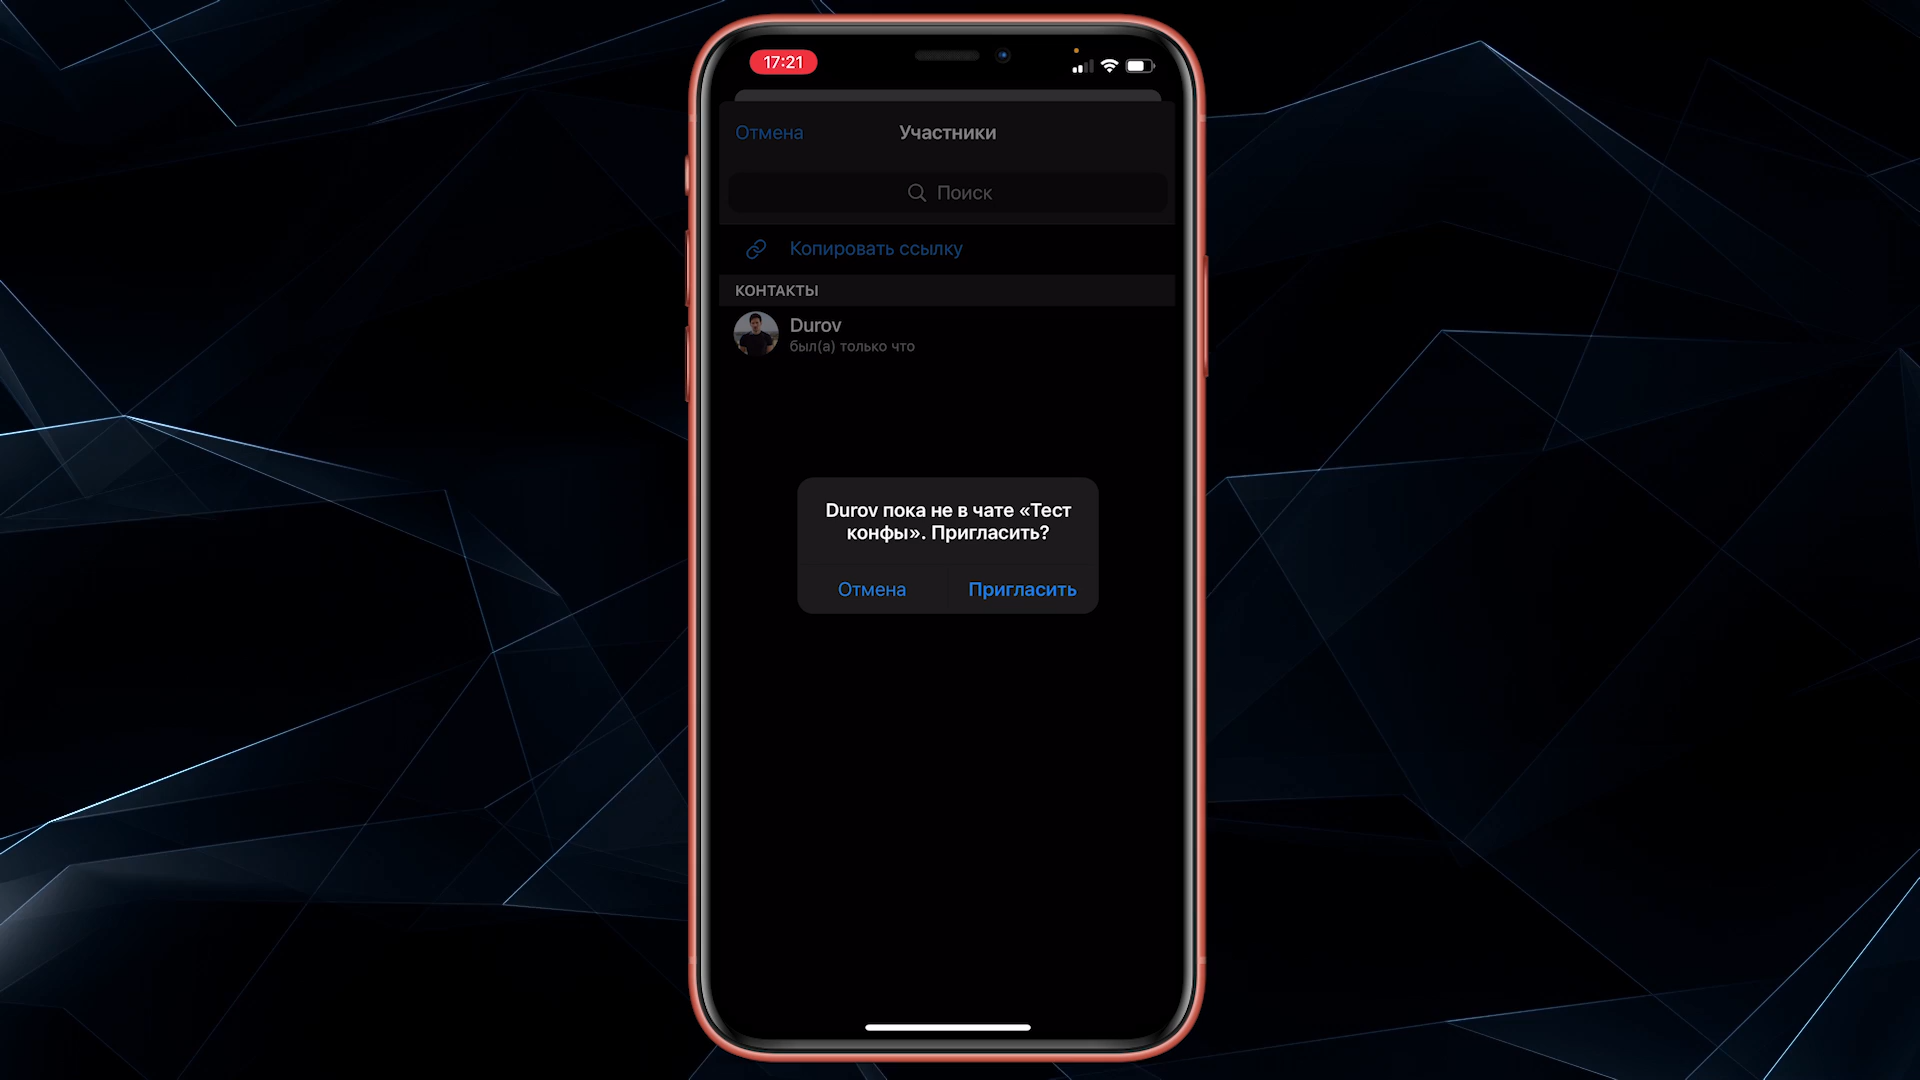 17:21
Отмена
Участники
Поиск
Копировать ссылку
КОНТАКТЫ
Durov
был(а) только что
Durov пока не в чате «Тест
конфы». Пригласить?
Отмена
Пригласить